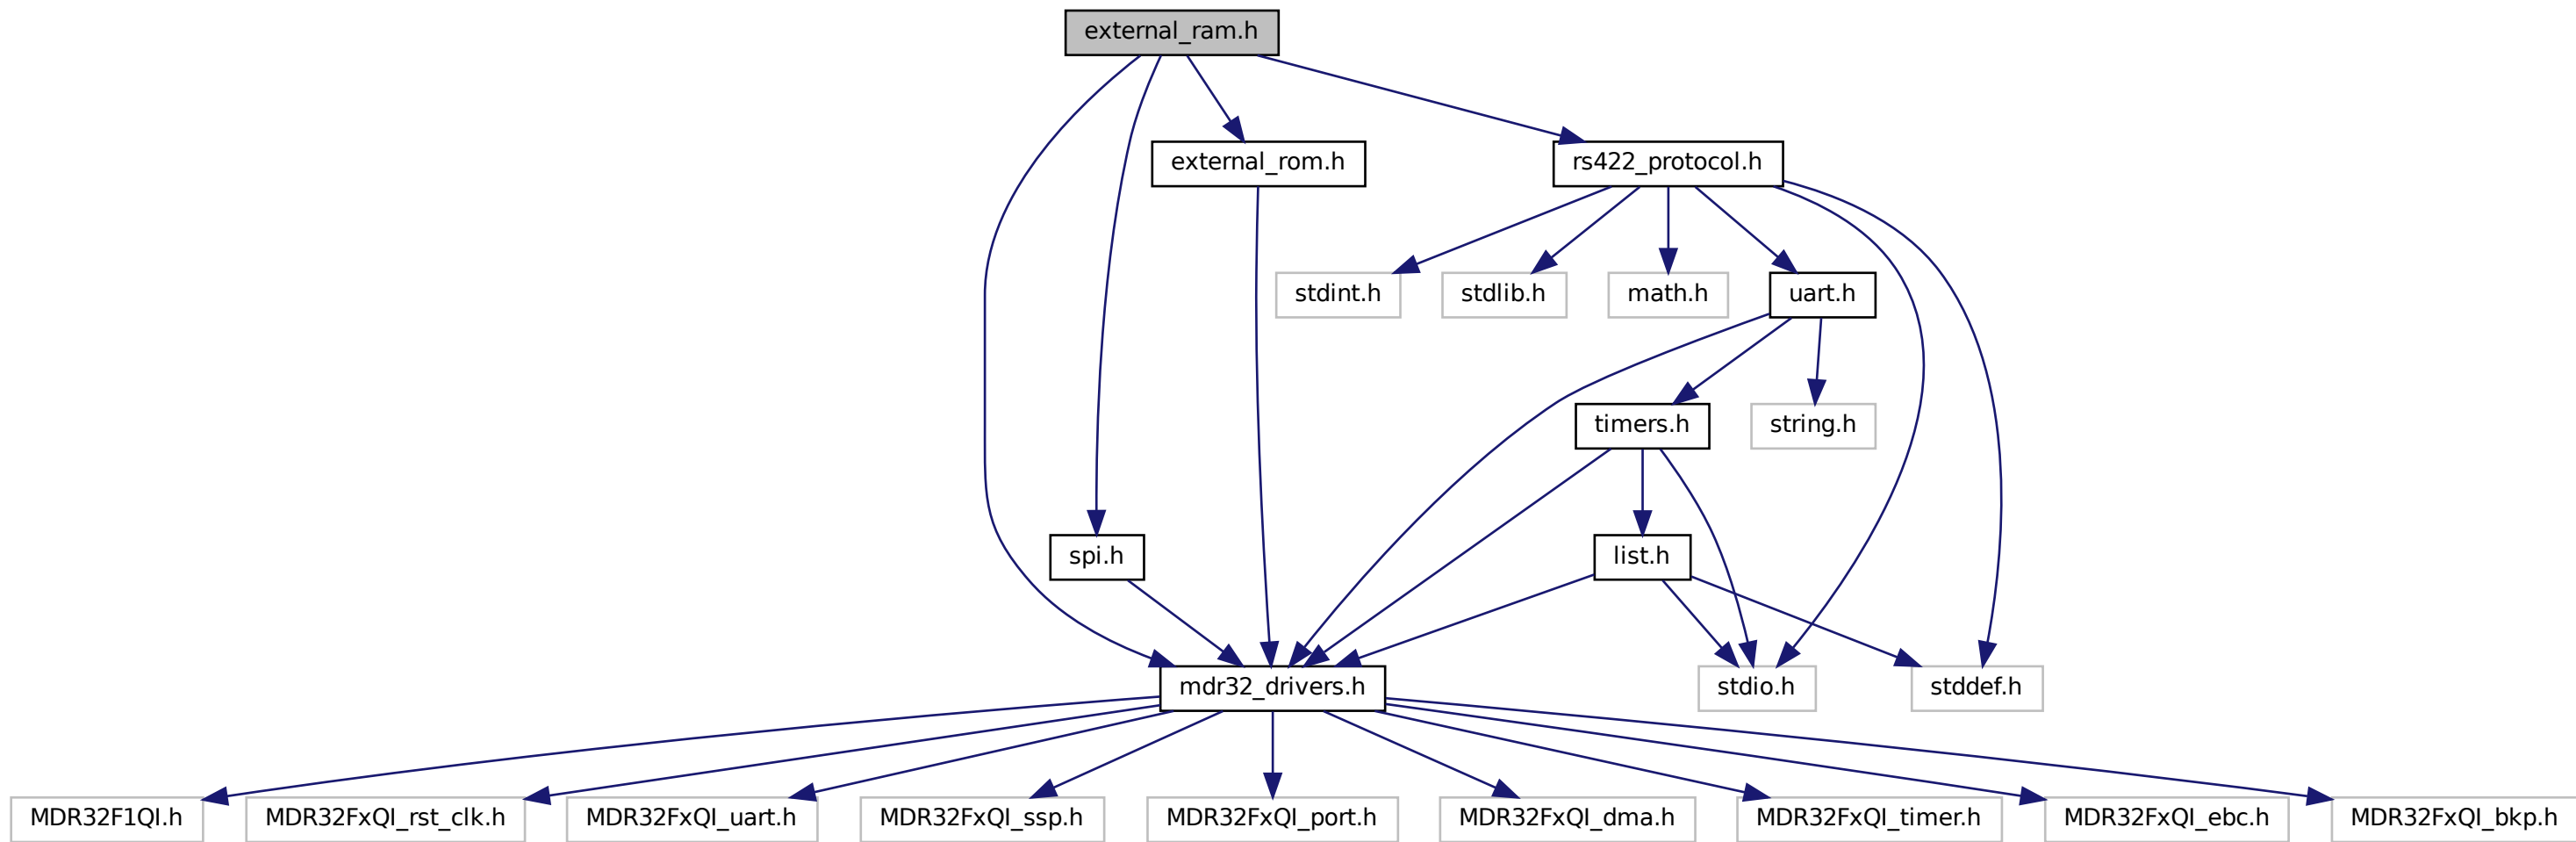 external_ram.h
external_rom.h
rs422_protocol.h
stdint.h
stdlib.h
math.h
uart.h
timers.h
string.h
spi.h
list.h
mdr32_drivers.h
stdio.h
stddef.h
MDR32F1QI.h
MDR32FxQI_rst_clk.h
MDR32FxQI_uart.h
MDR32FxQI_ssp.h
MDR32FxQI_port.h
MDR32FxQI_dma.h
MDR32FxQI_timer.h
MDR32FxQI_ebc.h
MDR32FxQI_bkp.h